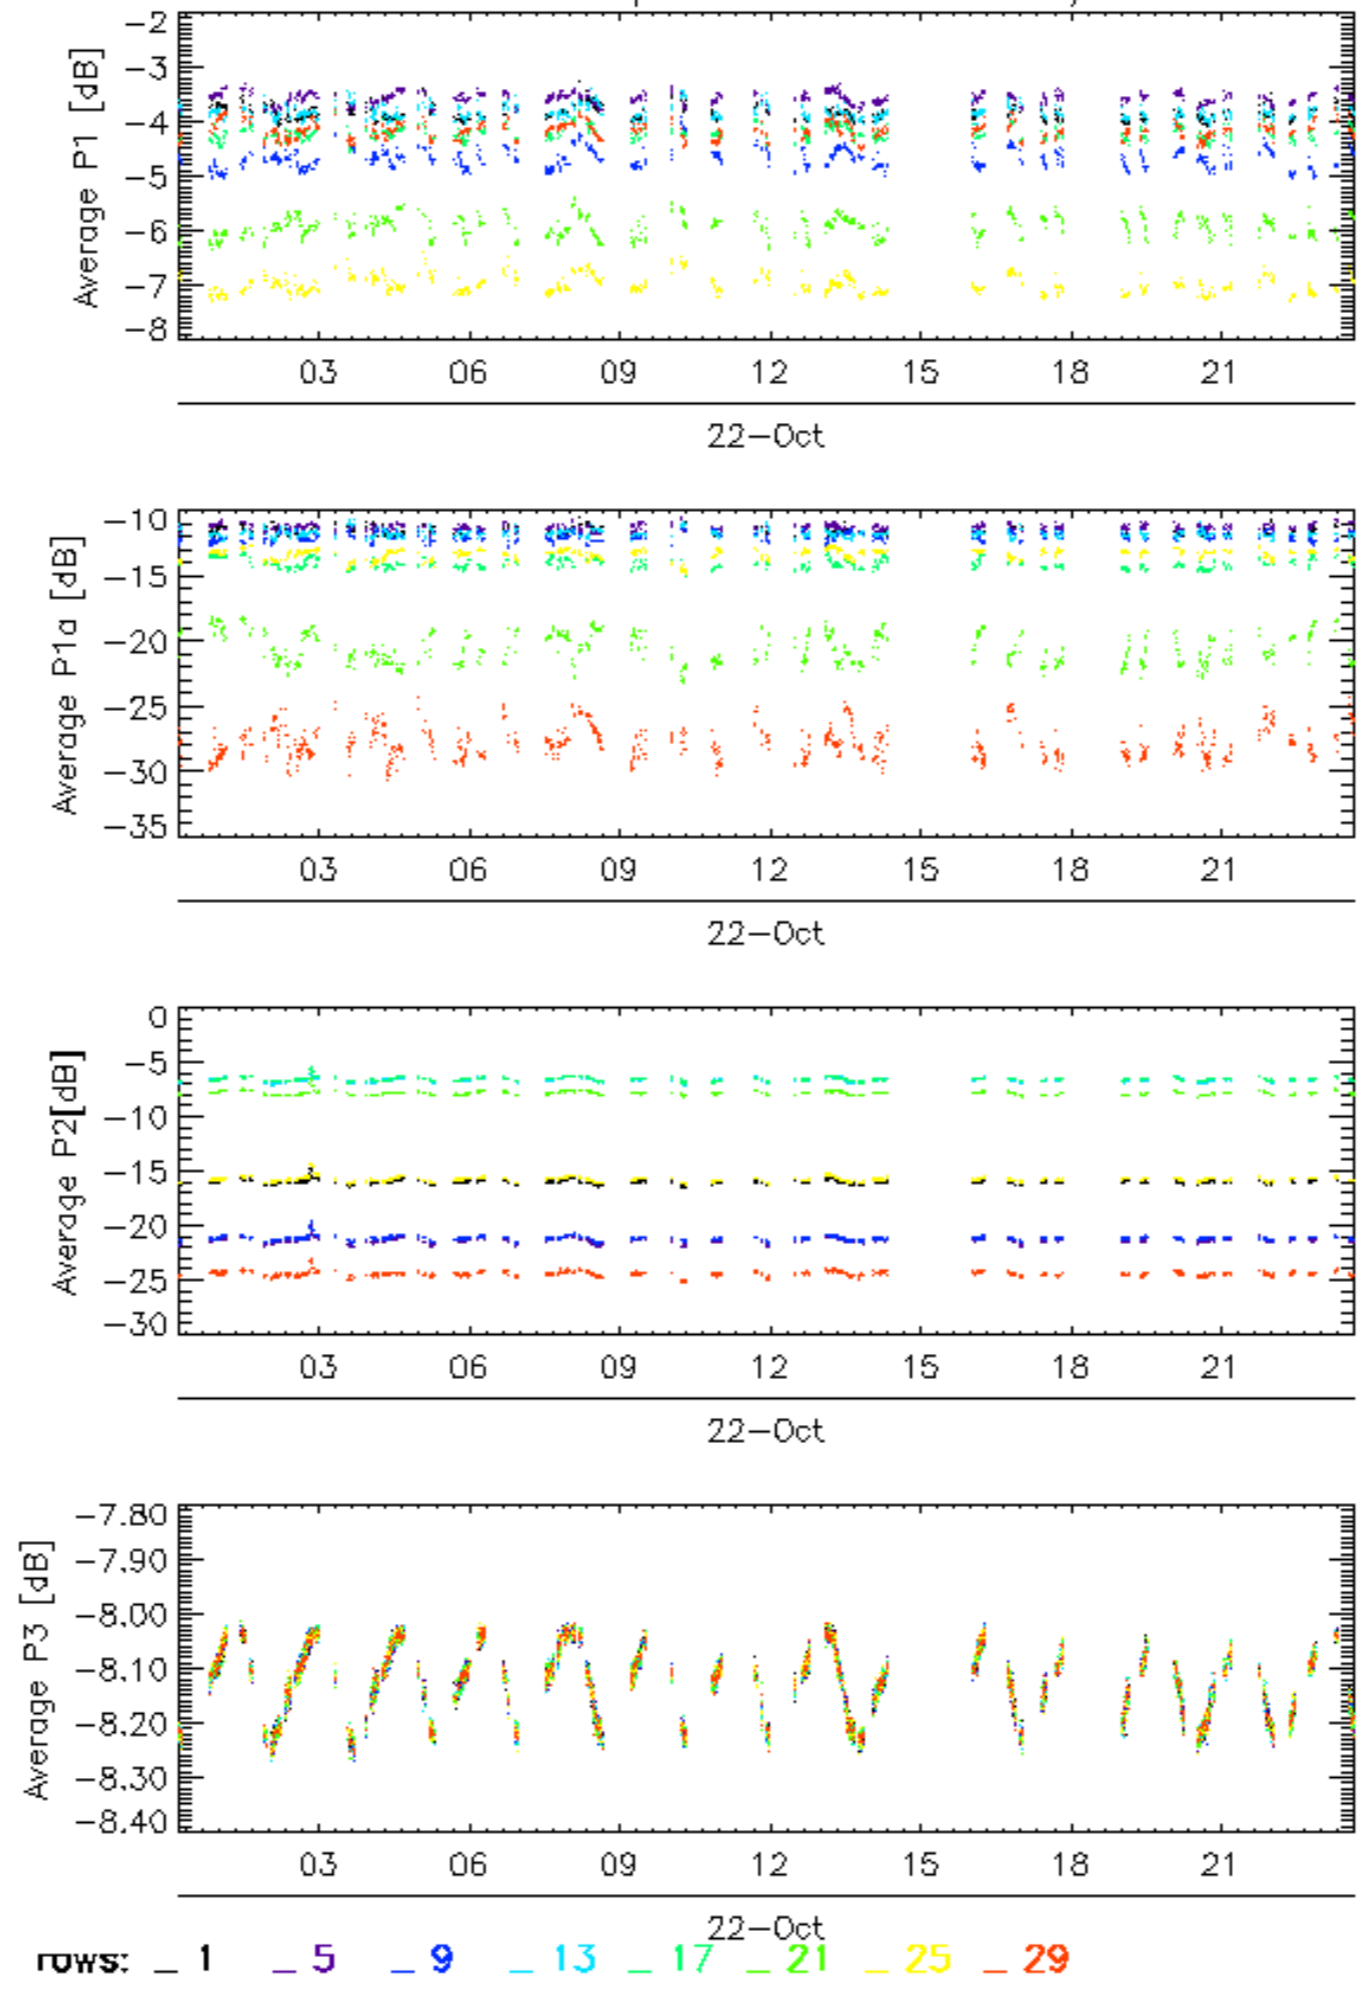 -2
-3
-4
-5
-6
-7
-8
Average P1 [dB]
03 06 09 12 15 18 21
22-Oct
-10
-15
-20
-25
-30
-35
Average P1a [dB]
03 06 09 12 15 18 21
22-Oct
0
-5
-10
-15
-20
-25
-30
Average P2[dB]
03 06 09 12 15 18 21
22-Oct
-7.80
-7.90
-8.00
-8.10
-8.20
-8.30
-8.40
Average P3 [dB]
03 06 09 12 15 18 21
22-Oct
rows: _ 1 _ 5 _ 9 _ 13 _ 17 _ 21 _ 25 _ 29